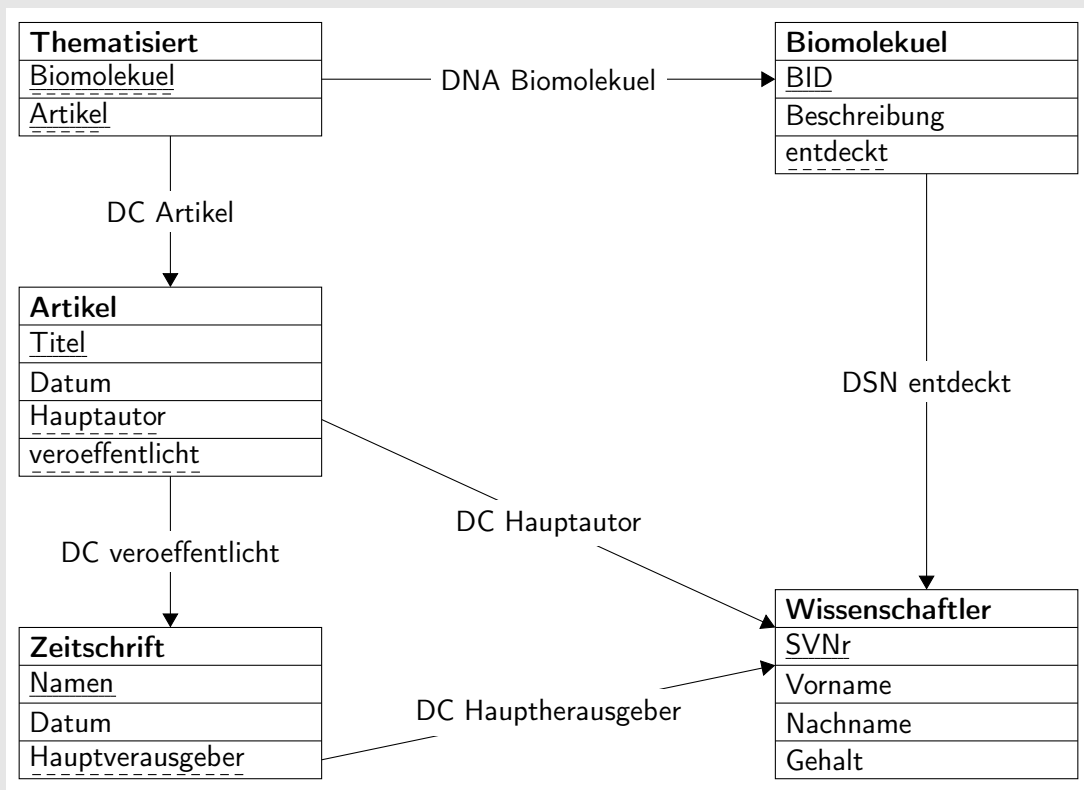 Thematisiert
Biomolekuel
Artikel
DNA Biomolekuel
Biomolekuel
BID
Beschreibung
entdeckt
DC Artikel
Artikel
Titel
Datum
Hauptautor
veroeffentlicht
DSN entdeckt
DC Hauptautor
DC veroeffentlicht
Zeitschrift
Namen
Datum
Hauptverausgeber
DC Hauptherausgeber
Wissenschaftler
SVNr
Vorname
Nachname
Gehalt